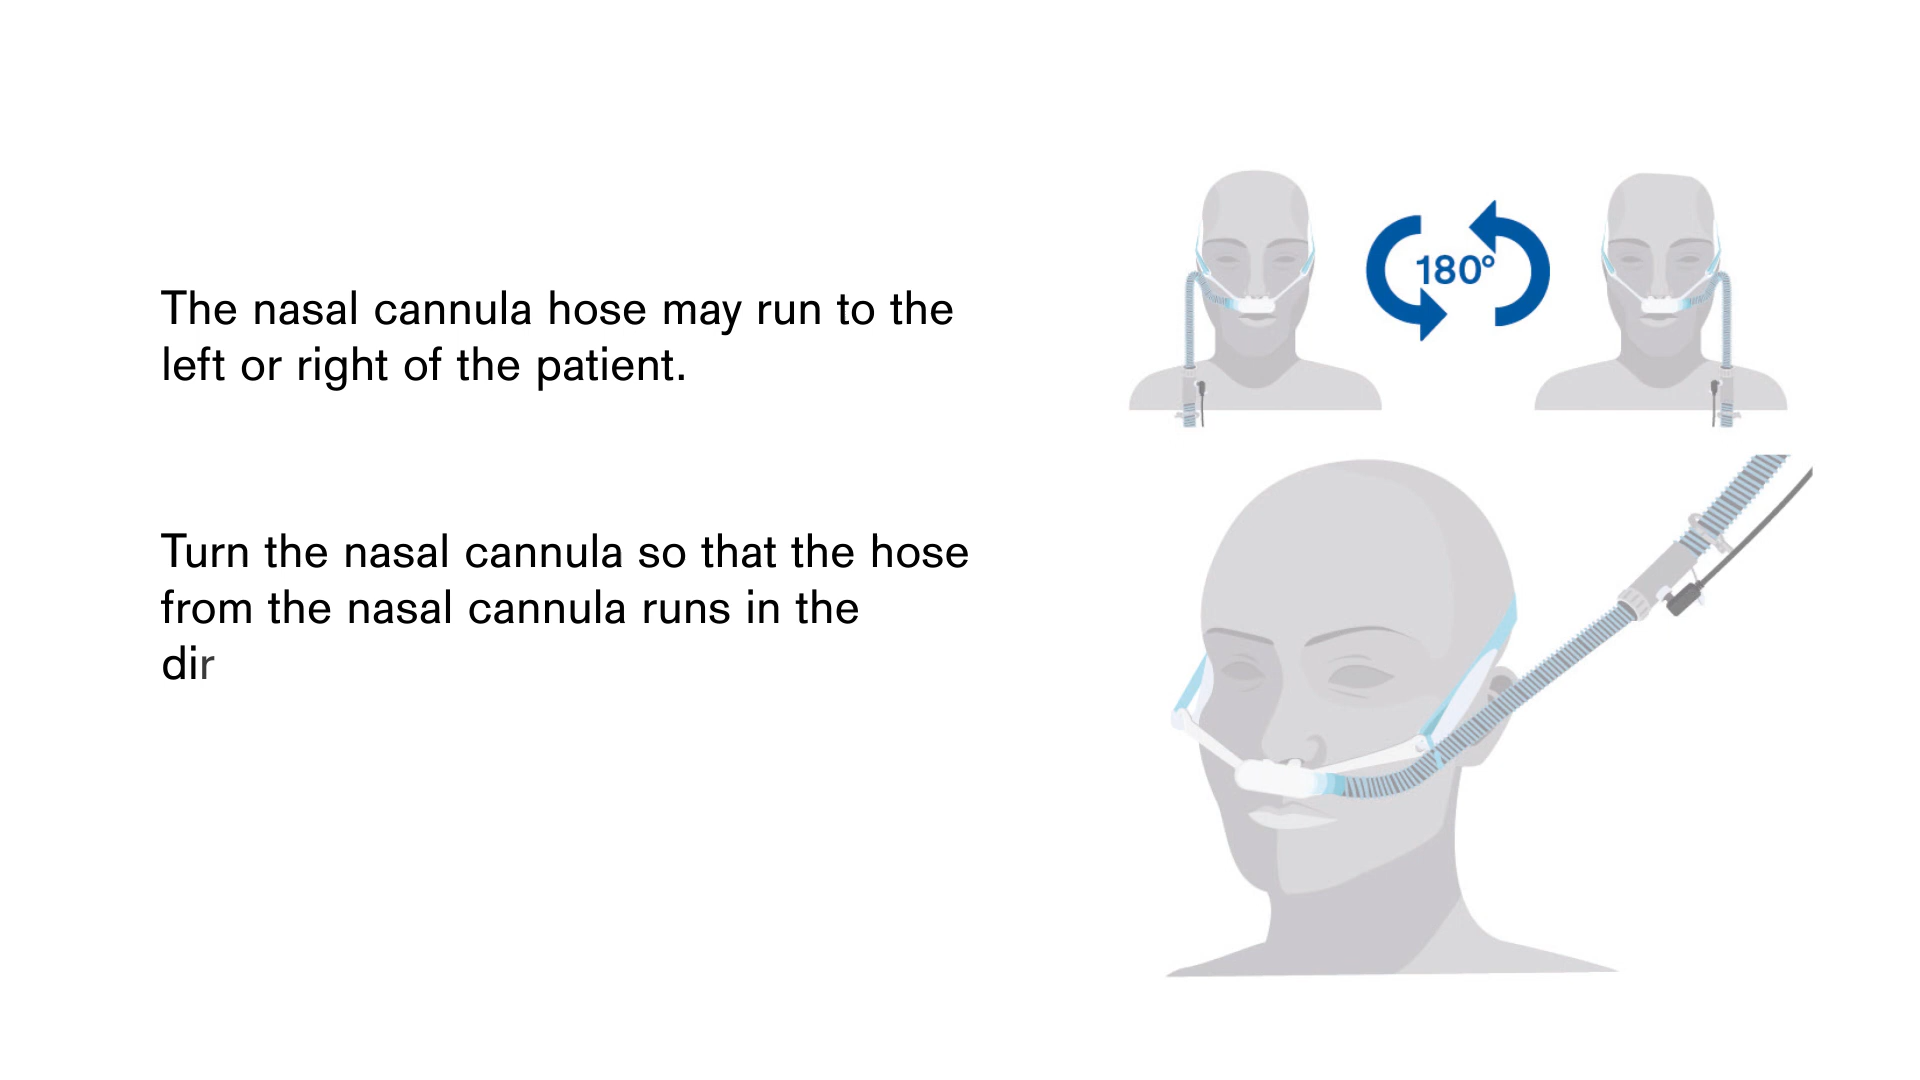 The nasal cannula hose may run to the
left or right of the patient.
Turn the nasal cannula so that the hose
from the nasal cannula runs in the
dir
180°